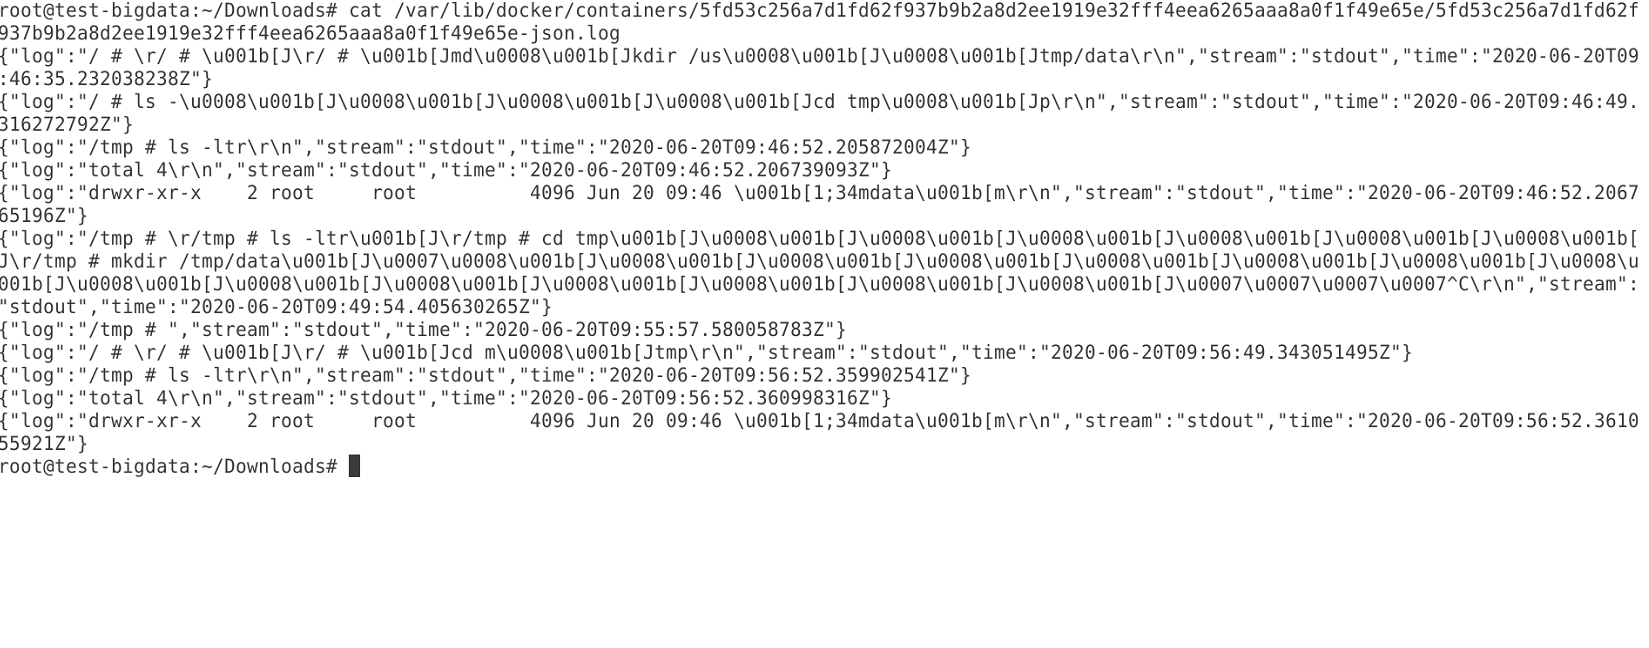 root@test-bigdata:~/Downloads# cat /var/lib/docker/containers/5fd53c256a7d1fd62f937b9b2a8d2ee1919e32fff4eea6265aaa8a0f1f49e65e/5fd53c256a7d1fd62f
937b9b2a8d2ee1919e32fff4eea6265aaa8a0f1f49e65e-json.log
{"log":"/ # \r/ # \u001b[J\r/ # \u001b[Jmd\u0008\u001b[Jkdir /us\u0008\u001b[J\u0008\u001b[Jtmp/data\r\n","stream":"stdout","time":"2020-06-20T09
:46:35.232038238Z"}
{"log":"/ # ls -\u0008\u001b[J\u0008\u001b[J\u0008\u001b[J\u0008\u001b[Jcd tmp\u0008\u001b[Jp\r\n","stream":"stdout","time":"2020-06-20T09:46:49.
316272792Z"}
{"log":"/tmp # ls -ltr\r\n","stream":"stdout","time":"2020-06-20T09:46:52.205872004Z"}
{"log":"total 4\r\n","stream":"stdout","time":"2020-06-20T09:46:52.206739093Z"}
{"log":"drwxr-xr-x    2 root     root          4096 Jun 20 09:46 \u001b[1;34mdata\u001b[m\r\n","stream":"stdout","time":"2020-06-20T09:46:52.2067
65196Z"}
{"log":"/tmp # \r/tmp # ls -ltr\u001b[J\r/tmp # cd tmp\u001b[J\u0008\u001b[J\u0008\u001b[J\u0008\u001b[J\u0008\u001b[J\u0008\u001b[J\u0008\u001b[
J\r/tmp # mkdir /tmp/data\u001b[J\u0007\u0008\u001b[J\u0008\u001b[J\u0008\u001b[J\u0008\u001b[J\u0008\u001b[J\u0008\u001b[J\u0008\u001b[J\u0008\u
001b[J\u0008\u001b[J\u0008\u001b[J\u0008\u001b[J\u0008\u001b[J\u0008\u001b[J\u0008\u001b[J\u0008\u001b[J\u0007\u0007\u0007\u0007^C\r\n","stream":
"stdout","time":"2020-06-20T09:49:54.405630265Z"}
{"log":"/tmp # ","stream":"stdout","time":"2020-06-20T09:55:57.580058783Z"}
{"log":"/ # \r/ # \u001b[J\r/ # \u001b[Jcd m\u0008\u001b[Jtmp\r\n","stream":"stdout","time":"2020-06-20T09:56:49.343051495Z"}
{"log":"/tmp # ls -ltr\r\n","stream":"stdout","time":"2020-06-20T09:56:52.359902541Z"}
{"log":"total 4\r\n","stream":"stdout","time":"2020-06-20T09:56:52.360998316Z"}
{"log":"drwxr-xr-x    2 root     root          4096 Jun 20 09:46 \u001b[1;34mdata\u001b[m\r\n","stream":"stdout","time":"2020-06-20T09:56:52.3610
55921Z"}
root@test-bigdata:~/Downloads#